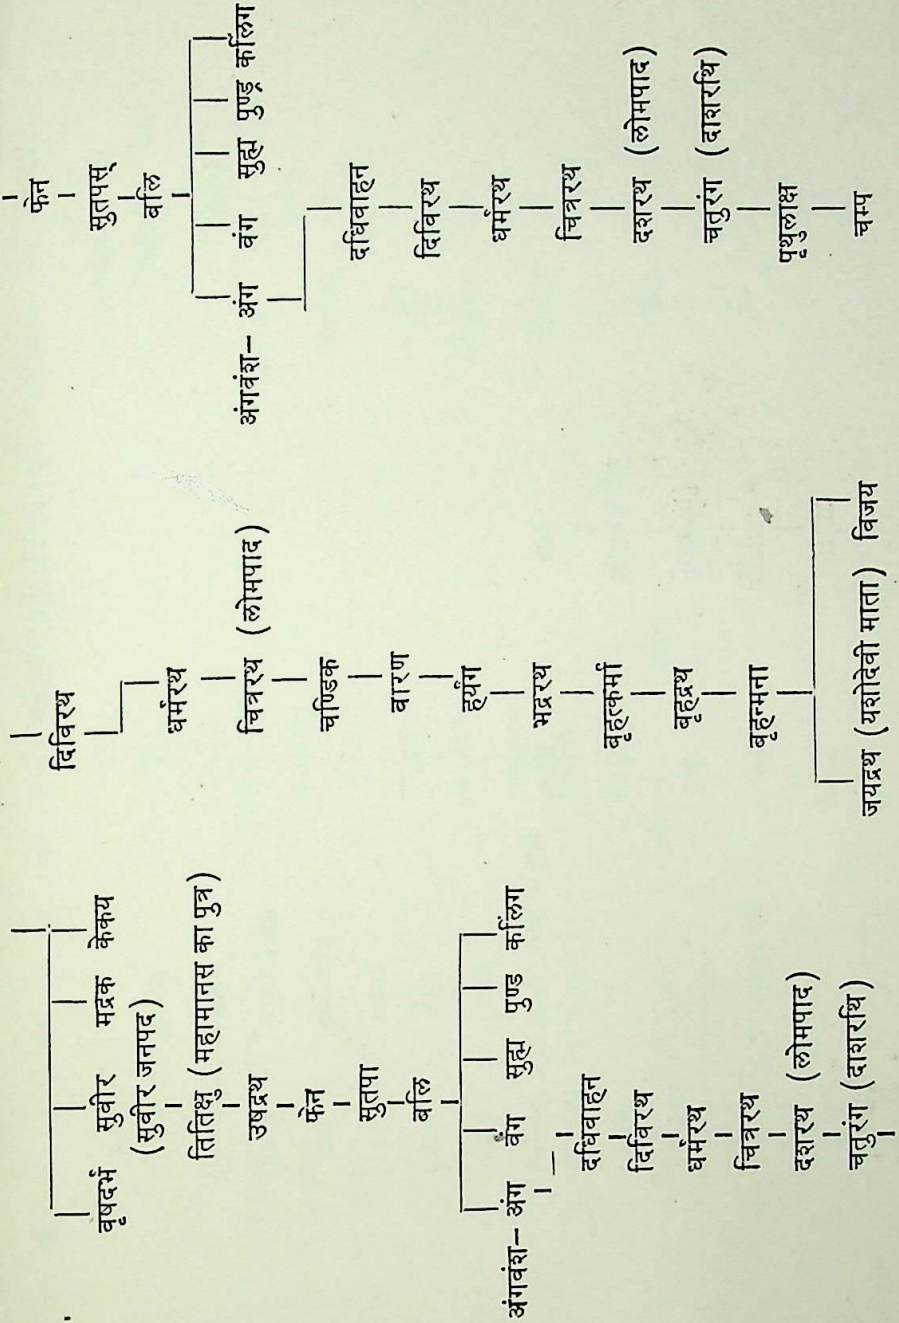 वृषदर्भ सुवीर मद्रक केकय
(सुवीर जनपद)
तितिक्षु (महामानस का पुत्र)
उषद्रथ
फेन
सुतपा
बलि
अंगवंश– अंग वंग सुह्म पुण्ड कलिंग
दधिवाहन
दिविरथ
धर्मरथ
चित्ररथ
दशरथ (लोमपाद)
चतुरंग (दाशरथि)
दिविरथ
धर्मरथ
चित्ररथ (लोमपाद)
चण्डिक
वारण
हर्यंग
भद्ररथ
बृहत्कर्मा
बृहद्रथ
बृहन्मना
जयद्रथ (यशोदेवी माता) विजय
फेन
सुतपस्
बलि
अंगवंश– अंग वंग सुह्म पुण्ड्र कलिंग
दधिवाहन
दिविरथ
धर्मरथ
चित्ररथ
दशरथ (लोमपाद)
चतुरंग (दाशरथि)
पृथुलाक्ष
चम्प